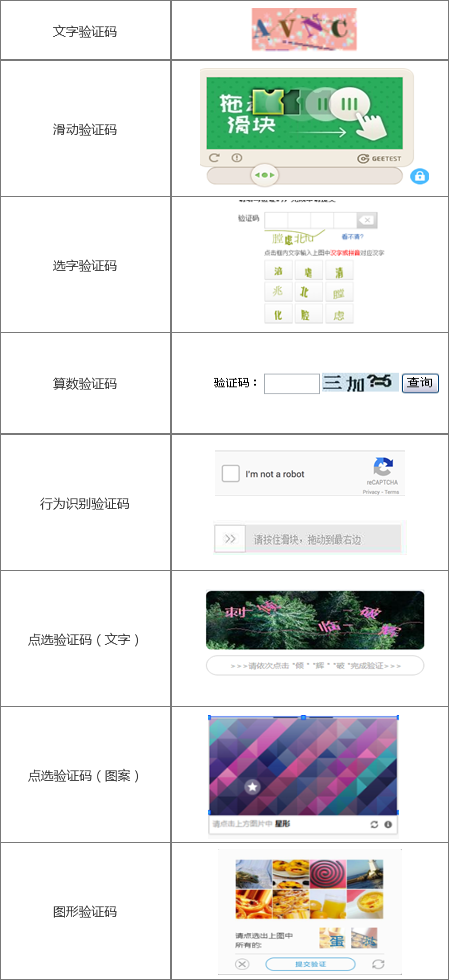 文字验证码
AVNC
滑动验证码
拖动
滑块
GEETEST
选字验证码
验证码
看不清?
点击框内文字输入上图中汉字或拼音对应汉字
兆 北
化 虑
算数验证码
验证码：
三加?=5
查询
行为识别验证码
I'm not a robot
reCAPTCHA
Privacy - Terms
请按住滑块，拖动到最右边
点选验证码（文字）
刺
临
>>>请依次点击
完成验证>>>
点选验证码（图案）
请点击上方图片中 星形
图形验证码
请点选出上图中
所有的:
蛋
提交验证